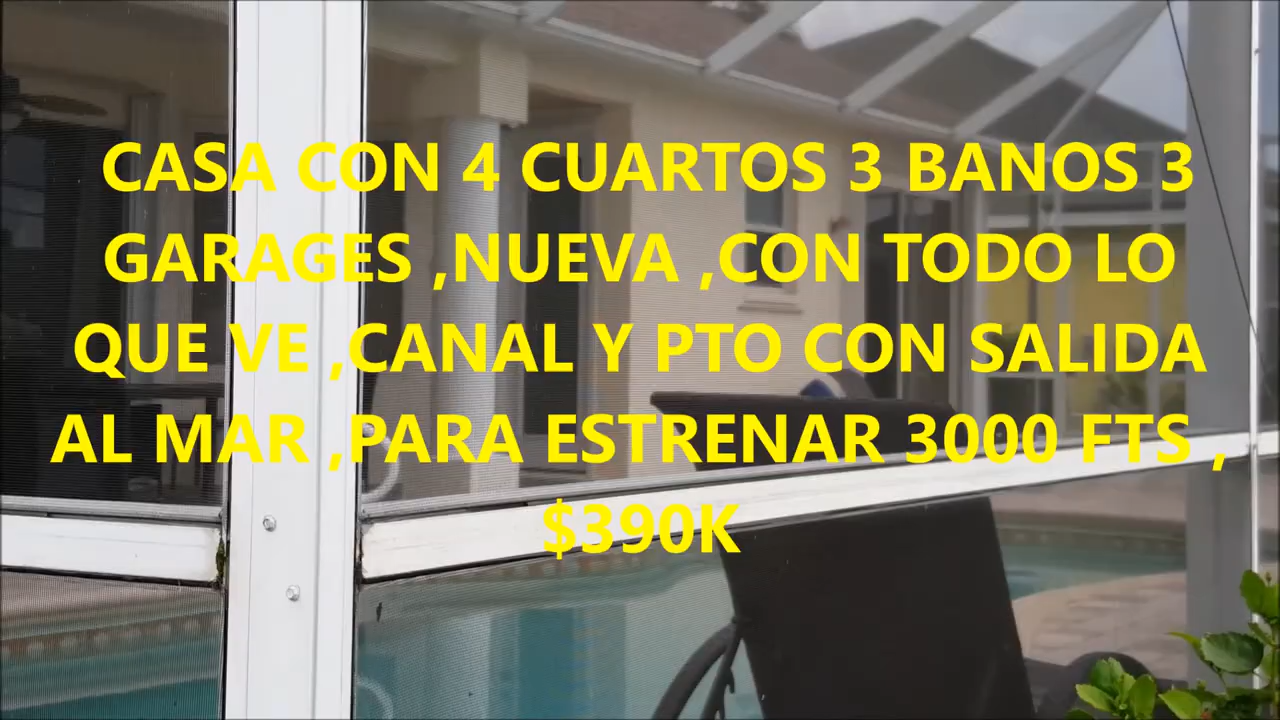 CASA CON 4 CUARTOS 3 BANOS 3
GARAGES ,NUEVA ,CON TODO LO
QUE VE ,CANAL Y PTO CON SALIDA
AL MAR ,PARA ESTRENAR 3000 FTS ,
$390K